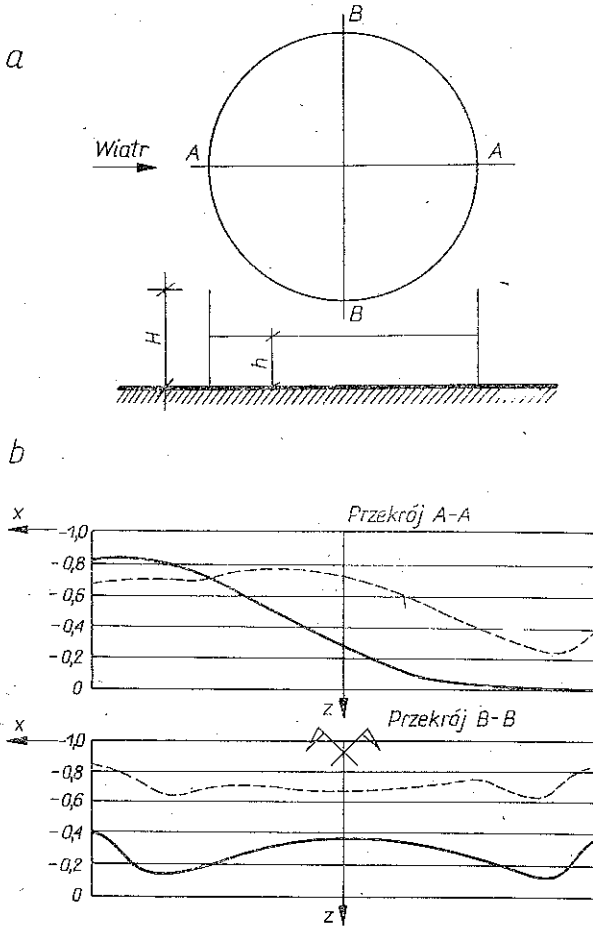 a
B
Wiatr
A
A
B
H
h
b
x
Przekrój A-A
-1,0
-0,8
-0,6
-0,4
-0,2
0
z
x
Przekrój B-B
-1,0
-0,8
-0,6
-0,4
-0,2
0
z